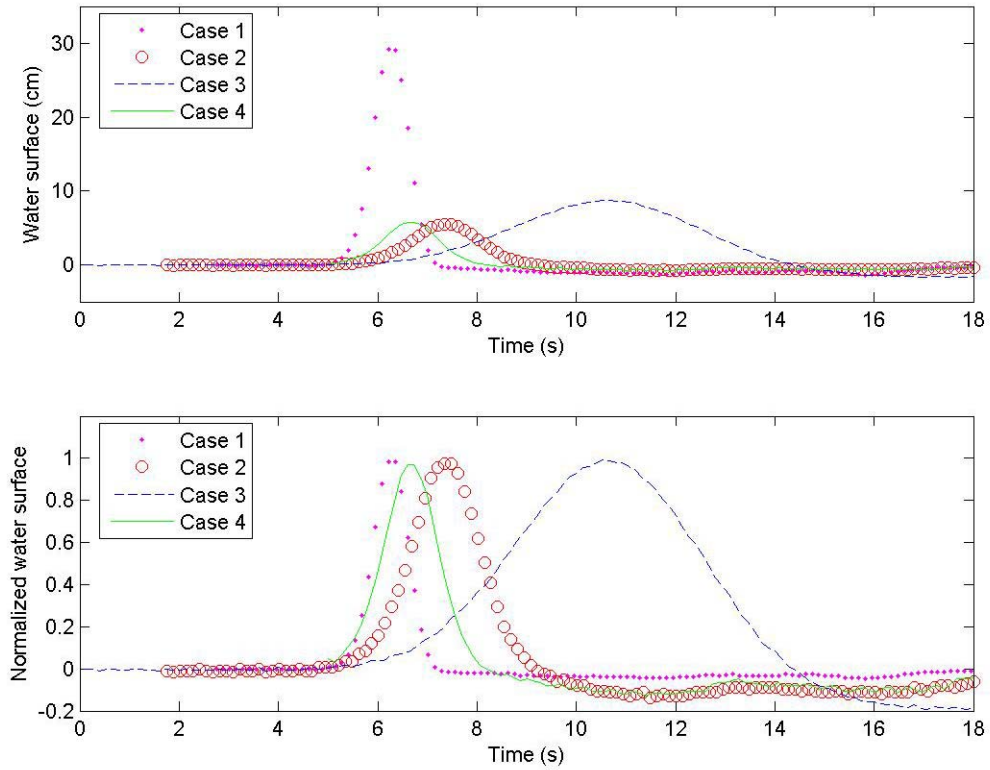 Water surface (cm)
30
20
10
0
Case 1
Case 2
Case 3
Case 4
0 2 4 6 8 10 12 14 16 18
Time (s)
Normalized water surface
1
0.8
0.6
0.4
0.2
0
-0.2
Case 1
Case 2
Case 3
Case 4
0 2 4 6 8 10 12 14 16 18
Time (s)